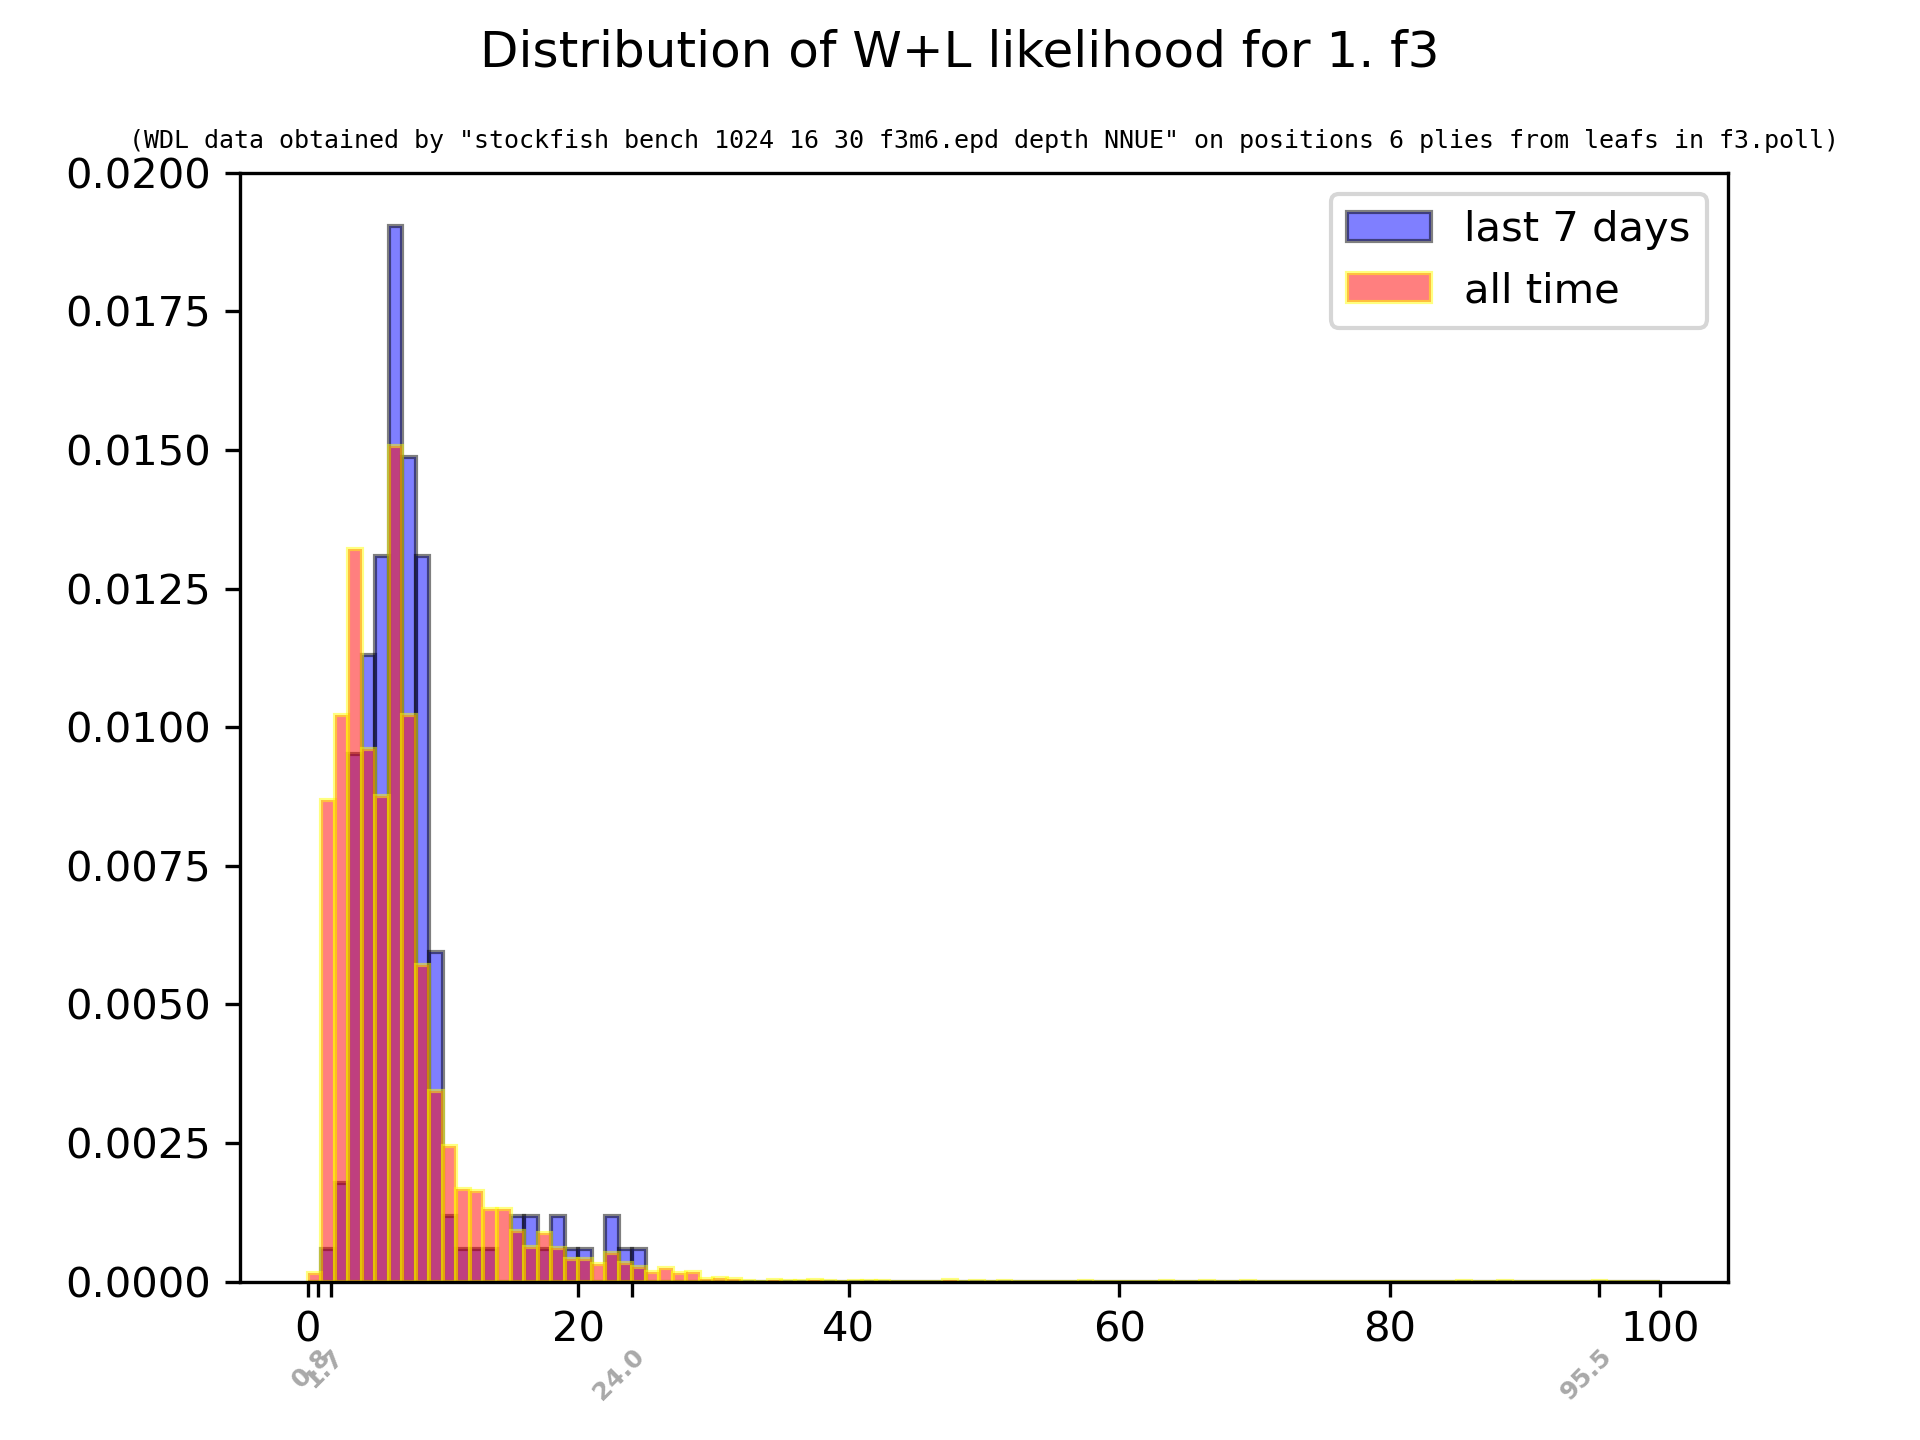 Distribution of W+L likelihood for 1. f3
(WDL data obtained by "stockfish bench 1024 16 30 f3m6.epd depth NNUE" on positions 6 plies from leafs in f3.poll)
last 7 days
all time
0.0200
0.0175
0.0150
0.0125
0.0100
0.0075
0.0050
0.0025
0.0000
0 20 40 60 80 100
0.8 1.7 24.0 95.5